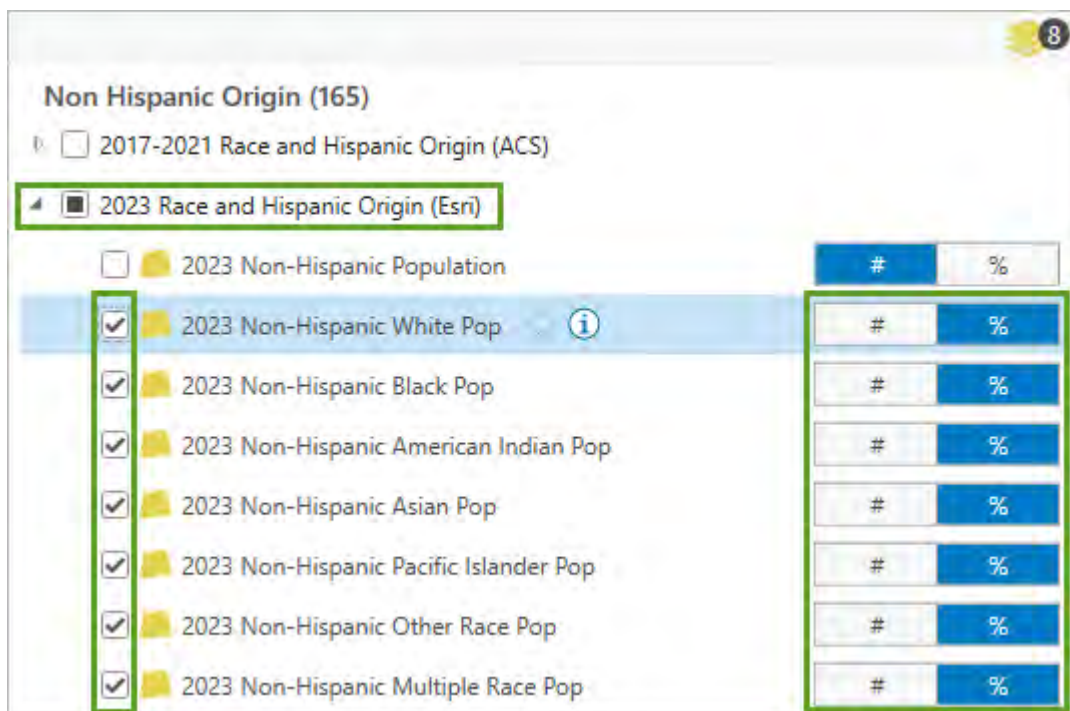 8
Non Hispanic Origin (165)
2017-2021 Race and Hispanic Origin (ACS)
2023 Race and Hispanic Origin (Esri)
2023 Non-Hispanic Population # %
2023 Non-Hispanic White Pop i # %
2023 Non-Hispanic Black Pop # %
2023 Non-Hispanic American Indian Pop # %
2023 Non-Hispanic Asian Pop # %
2023 Non-Hispanic Pacific Islander Pop # %
2023 Non-Hispanic Other Race Pop # %
2023 Non-Hispanic Multiple Race Pop # %